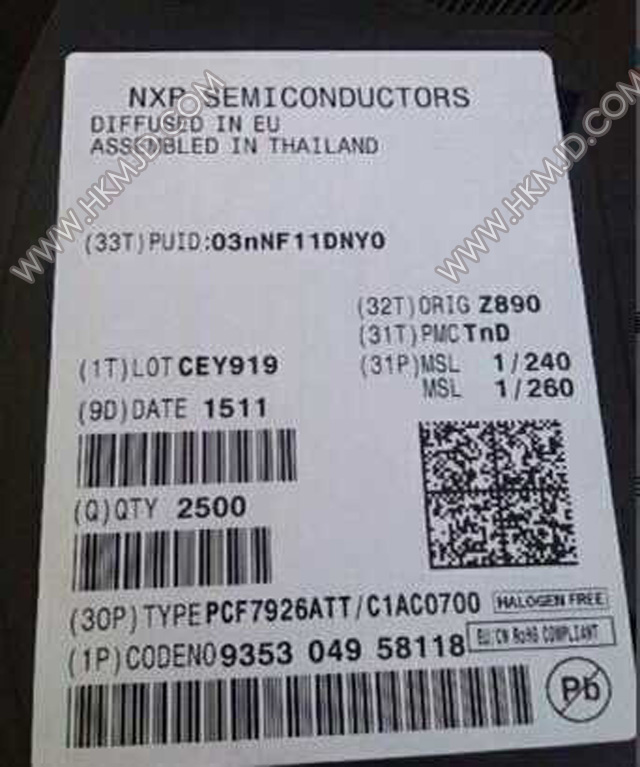 NXP SEMICONDUCTORS
DIFFUSED IN EU
ASSEMBLED IN THAILAND
(33T)PUID:03nNF11DNY0
(32T)ORIG Z890
(31T)PMC TnD
(1T)LOT CEY919
(31P)MSL 1/240
MSL 1/260
(9D)DATE 1511
(Q)QTY 2500
(30P)TYPE PCF7926ATT/C1AC0700 HALOGEN FREE
(1P)CODENO 9353 049 58118 EU/CN RoHS COMPLIANT
Pb
WWW.HKMJD.COM
WWW.HKMJD.COM